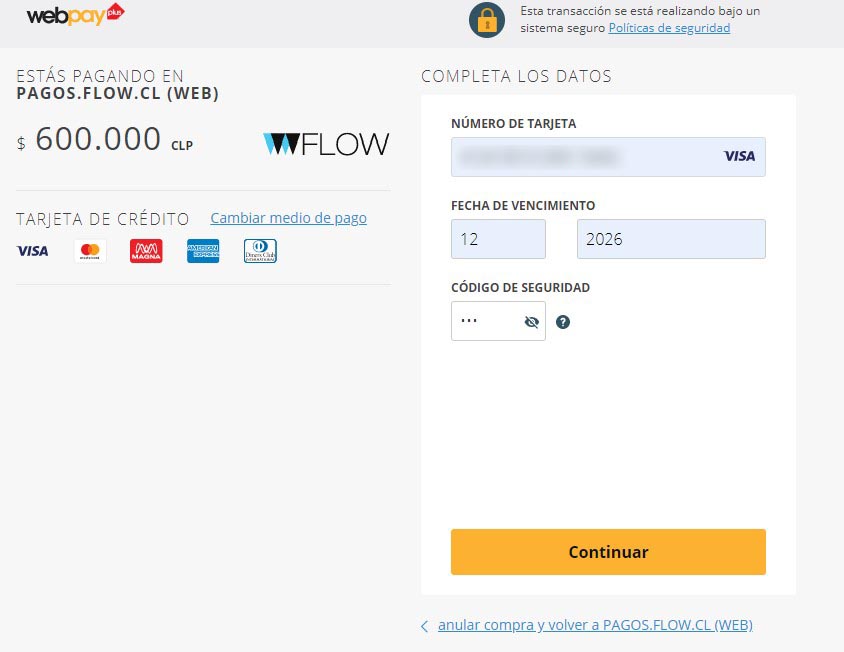 webpay plus
Esta transacción se está realizando bajo un
sistema seguro Políticas de seguridad
ESTÁS PAGANDO EN
PAGOS.FLOW.CL (WEB)
$ 600.000 CLP
FLOW
TARJETA DE CRÉDITO Cambiar medio de pago
VISA
mastercard
MAGNA
AMERICAN EXPRESS
Diners Club INTERNATIONAL
COMPLETA LOS DATOS
NÚMERO DE TARJETA
VISA
FECHA DE VENCIMIENTO
12 2026
CÓDIGO DE SEGURIDAD
••• ?
Continuar
anular compra y volver a PAGOS.FLOW.CL (WEB)